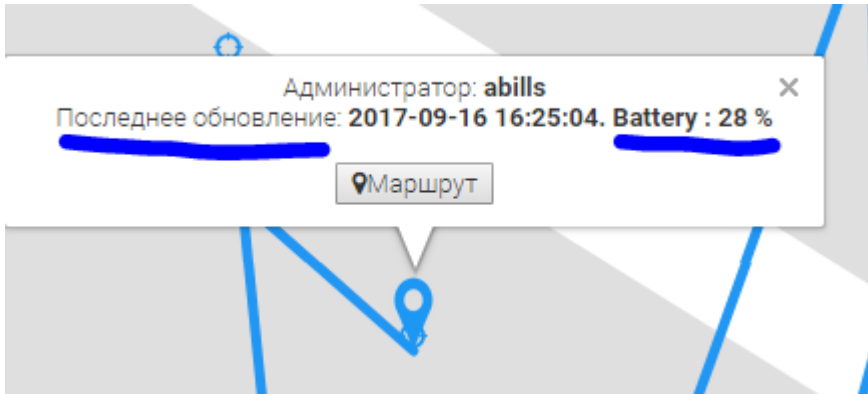 Администратор: abills
Последнее обновление: 2017-09-16 16:25:04. Battery : 28 %
Маршрут